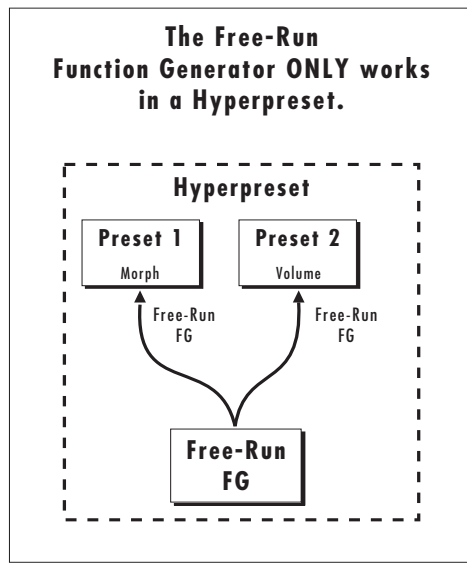 The Free-Run
Function Generator ONLY works
in a Hyperpreset.
Hyperpreset
Preset 1
Morph
Preset 2
Volume
Free-Run
FG
Free-Run
FG
Free-Run
FG